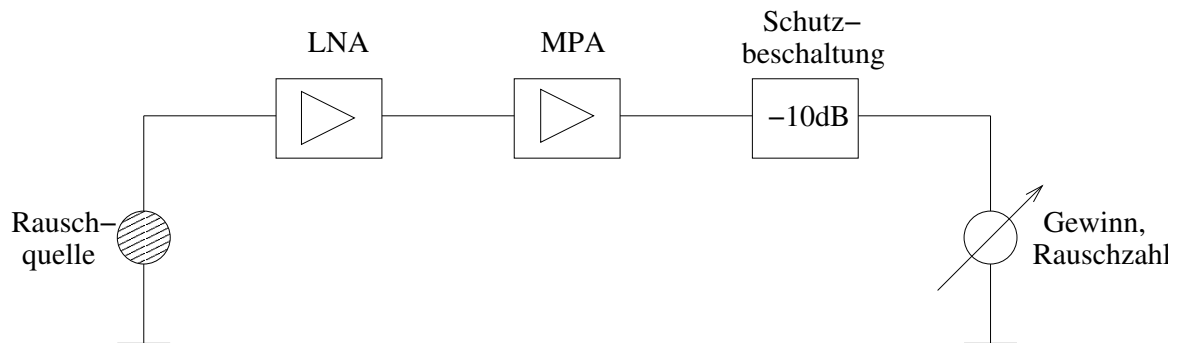 LNA
MPA
Schutz–
beschaltung
–10dB
Rausch–
quelle
Gewinn,
Rauschzahl